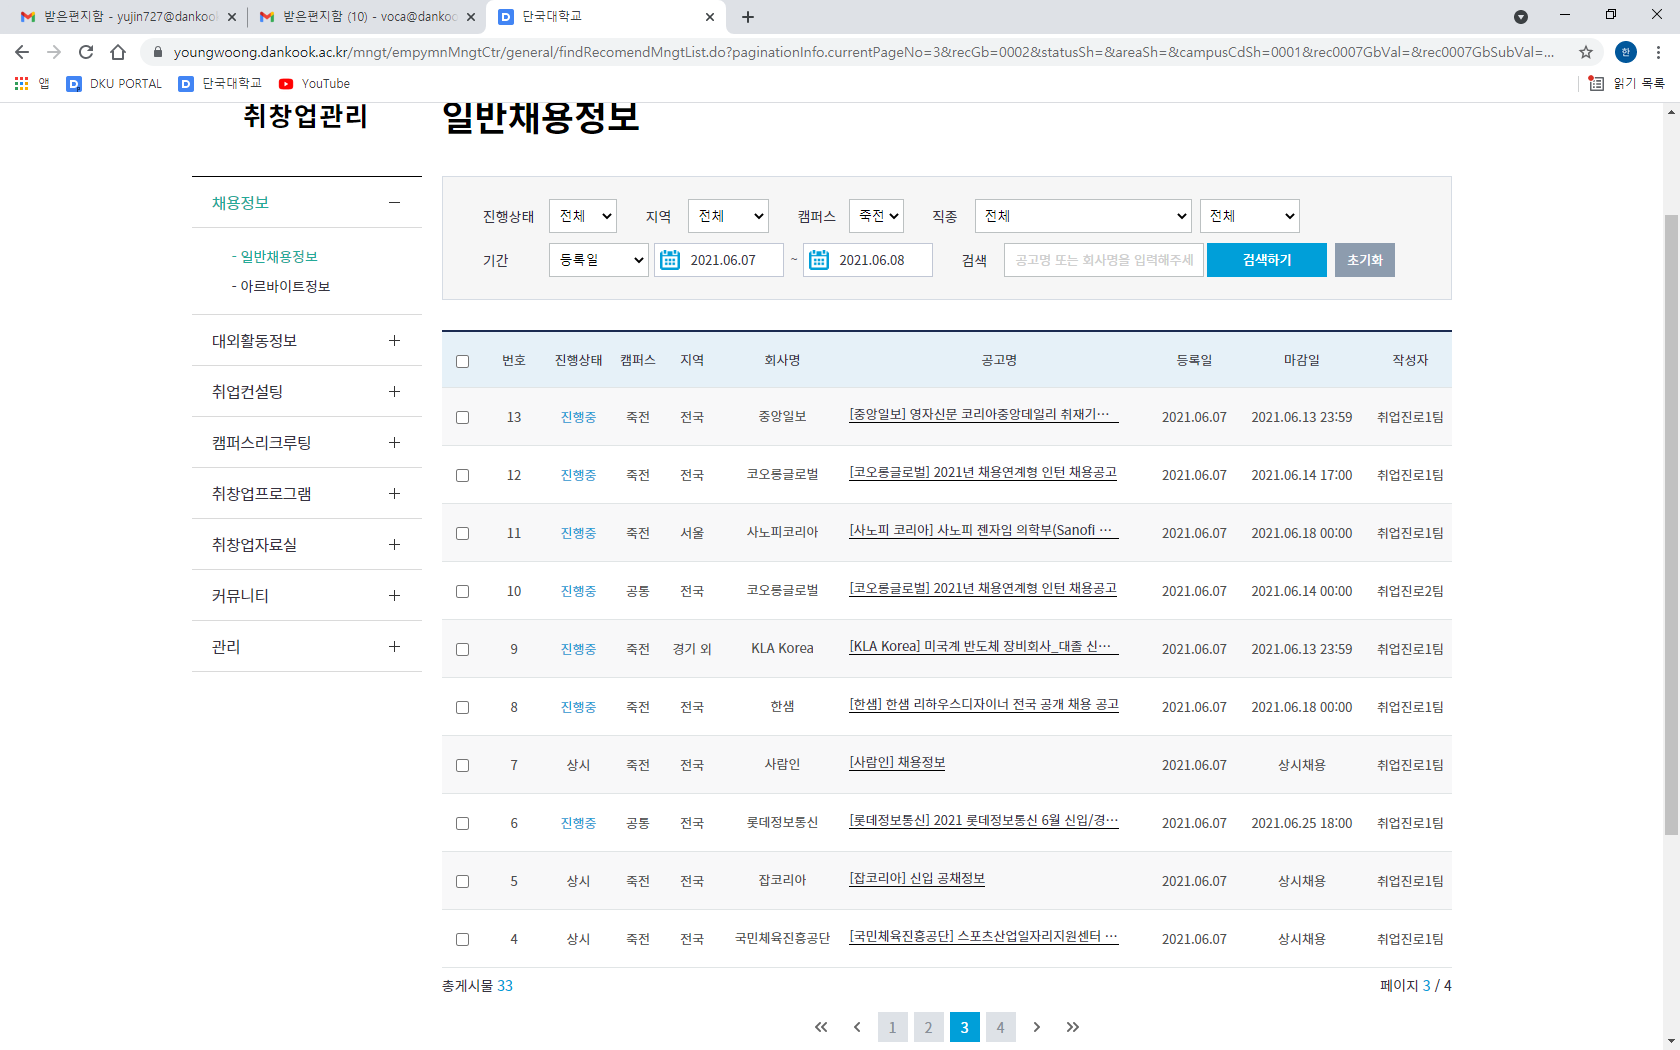 받은편지함 - yujin727@dankoo
받은편지함 (10) - voca@dankoo
단국대학교
youngwoong.dankook.ac.kr/mngt/empymnMngtCtr/general/findRecomendMngtList.do?paginationInfo.currentPageNo=3&recGb=0002&statusSh=&areaSh=&campusCdSh=0001&rec0007GbVal=&rec0007GbSubVal=...
한
앱
DKU PORTAL
단국대학교
YouTube
읽기 목록
취창업관리
일반채용정보
채용정보
- 일반채용정보
- 아르바이트정보
대외활동정보
취업컨설팅
캠퍼스리크루팅
취창업프로그램
취창업자료실
커뮤니티
관리
진행상태 전체 지역 전체 캠퍼스 죽전 직종 전체 전체
기간 등록일 2021.06.07 ~ 2021.06.08 검색 공고명 또는 회사명을 입력해주세 검색하기 초기화
번호 진행상태 캠퍼스 지역 회사명 공고명 등록일 마감일 작성자
13 진행중 죽전 전국 중앙일보 [중앙일보] 영자신문 코리아중앙데일리 취재기… 2021.06.07 2021.06.13 23:59 취업진로1팀
12 진행중 죽전 전국 코오롱글로벌 [코오롱글로벌] 2021년 채용연계형 인턴 채용공고 2021.06.07 2021.06.14 17:00 취업진로1팀
11 진행중 죽전 서울 사노피코리아 [사노피 코리아] 사노피 젠자임 의학부(Sanofi … 2021.06.07 2021.06.18 00:00 취업진로1팀
10 진행중 공통 전국 코오롱글로벌 [코오롱글로벌] 2021년 채용연계형 인턴 채용공고 2021.06.07 2021.06.14 00:00 취업진로2팀
9 진행중 죽전 경기 외 KLA Korea [KLA Korea] 미국계 반도체 장비회사_대졸 신… 2021.06.07 2021.06.13 23:59 취업진로1팀
8 진행중 죽전 전국 한샘 [한샘] 한샘 리하우스디자이너 전국 공개 채용 공고 2021.06.07 2021.06.18 00:00 취업진로1팀
7 상시 죽전 전국 사람인 [사람인] 채용정보 2021.06.07 상시채용 취업진로1팀
6 진행중 공통 전국 롯데정보통신 [롯데정보통신] 2021 롯데정보통신 6월 신입/경… 2021.06.07 2021.06.25 18:00 취업진로1팀
5 상시 죽전 전국 잡코리아 [잡코리아] 신입 공채정보 2021.06.07 상시채용 취업진로1팀
4 상시 죽전 전국 국민체육진흥공단 [국민체육진흥공단] 스포츠산업일자리지원센터 … 2021.06.07 상시채용 취업진로1팀
총게시물 33
페이지 3 / 4
1 2 3 4